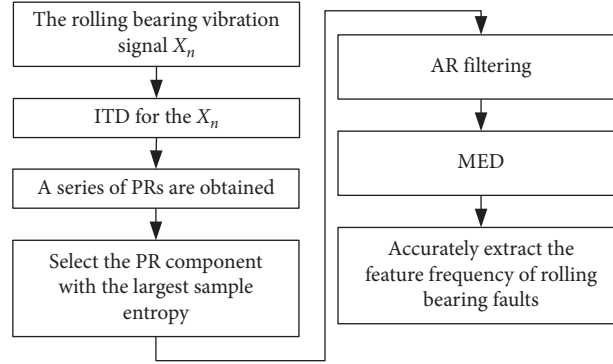 The rolling bearing vibration
signal Xn
ITD for the Xn
A series of PRs are obtained
Select the PR component
with the largest sample
entropy
AR filtering
MED
Accurately extract the
feature frequency of rolling
bearing faults